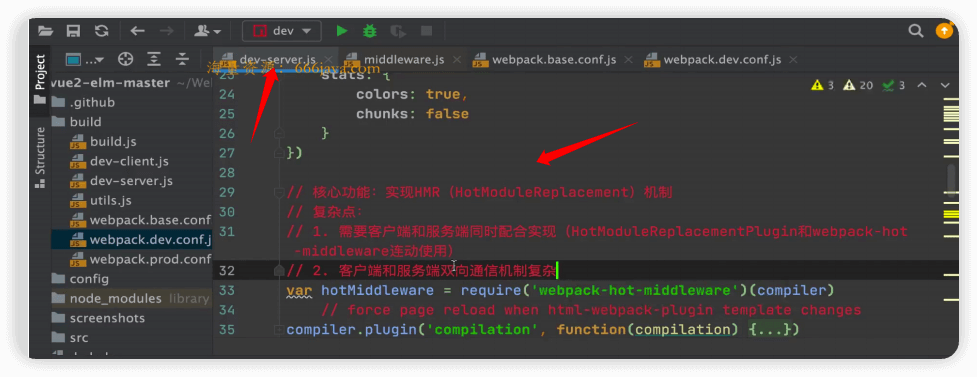 dev
Project
Structure
dev-server.js
middleware.js
webpack.base.conf.js
webpack.dev.conf.js
666java.com
vue2-elm-master ~/We
.github
build
build.js
dev-client.js
dev-server.js
utils.js
webpack.base.conf
webpack.dev.conf.j
webpack.prod.conf
config
node_modules library
screenshots
src
3 20 3
23 stats: {
24 colors: true,
25 chunks: false
26 }
27 })
28
29 // 核心功能：实现HMR（HotModuleReplacement）机制
30 // 复杂点：
31 // 1. 需要客户端和服务端同时配合实现（HotModuleReplacementPlugin和webpack-hot
-middleware连动使用）
32 // 2. 客户端和服务端双向通信机制复杂
33 var hotMiddleware = require('webpack-hot-middleware')(compiler)
34 // force page reload when html-webpack-plugin template changes
35 compiler.plugin('compilation', function(compilation) {...})